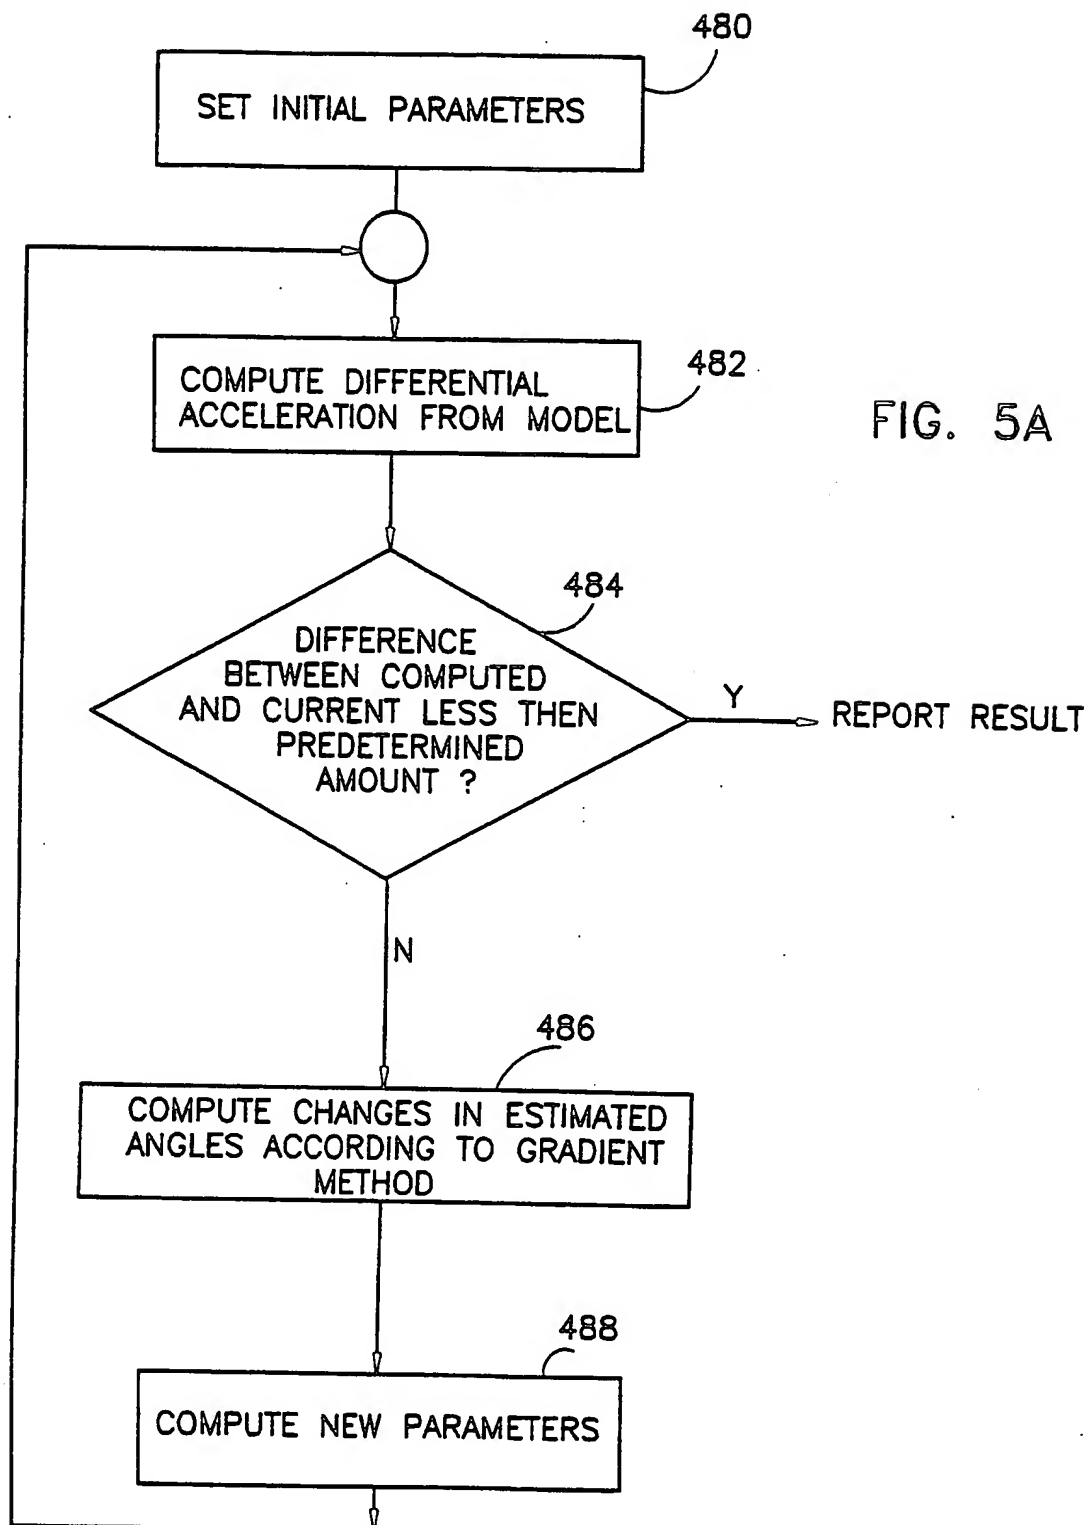 480
SET INITIAL PARAMETERS
482
COMPUTE DIFFERENTIAL
ACCELERATION FROM MODEL
FIG. 5A
484
DIFFERENCE
BETWEEN COMPUTED
AND CURRENT LESS THEN
PREDETERMINED
AMOUNT ?
Y
REPORT RESULT
N
486
COMPUTE CHANGES IN ESTIMATED
ANGLES ACCORDING TO GRADIENT
METHOD
488
COMPUTE NEW PARAMETERS